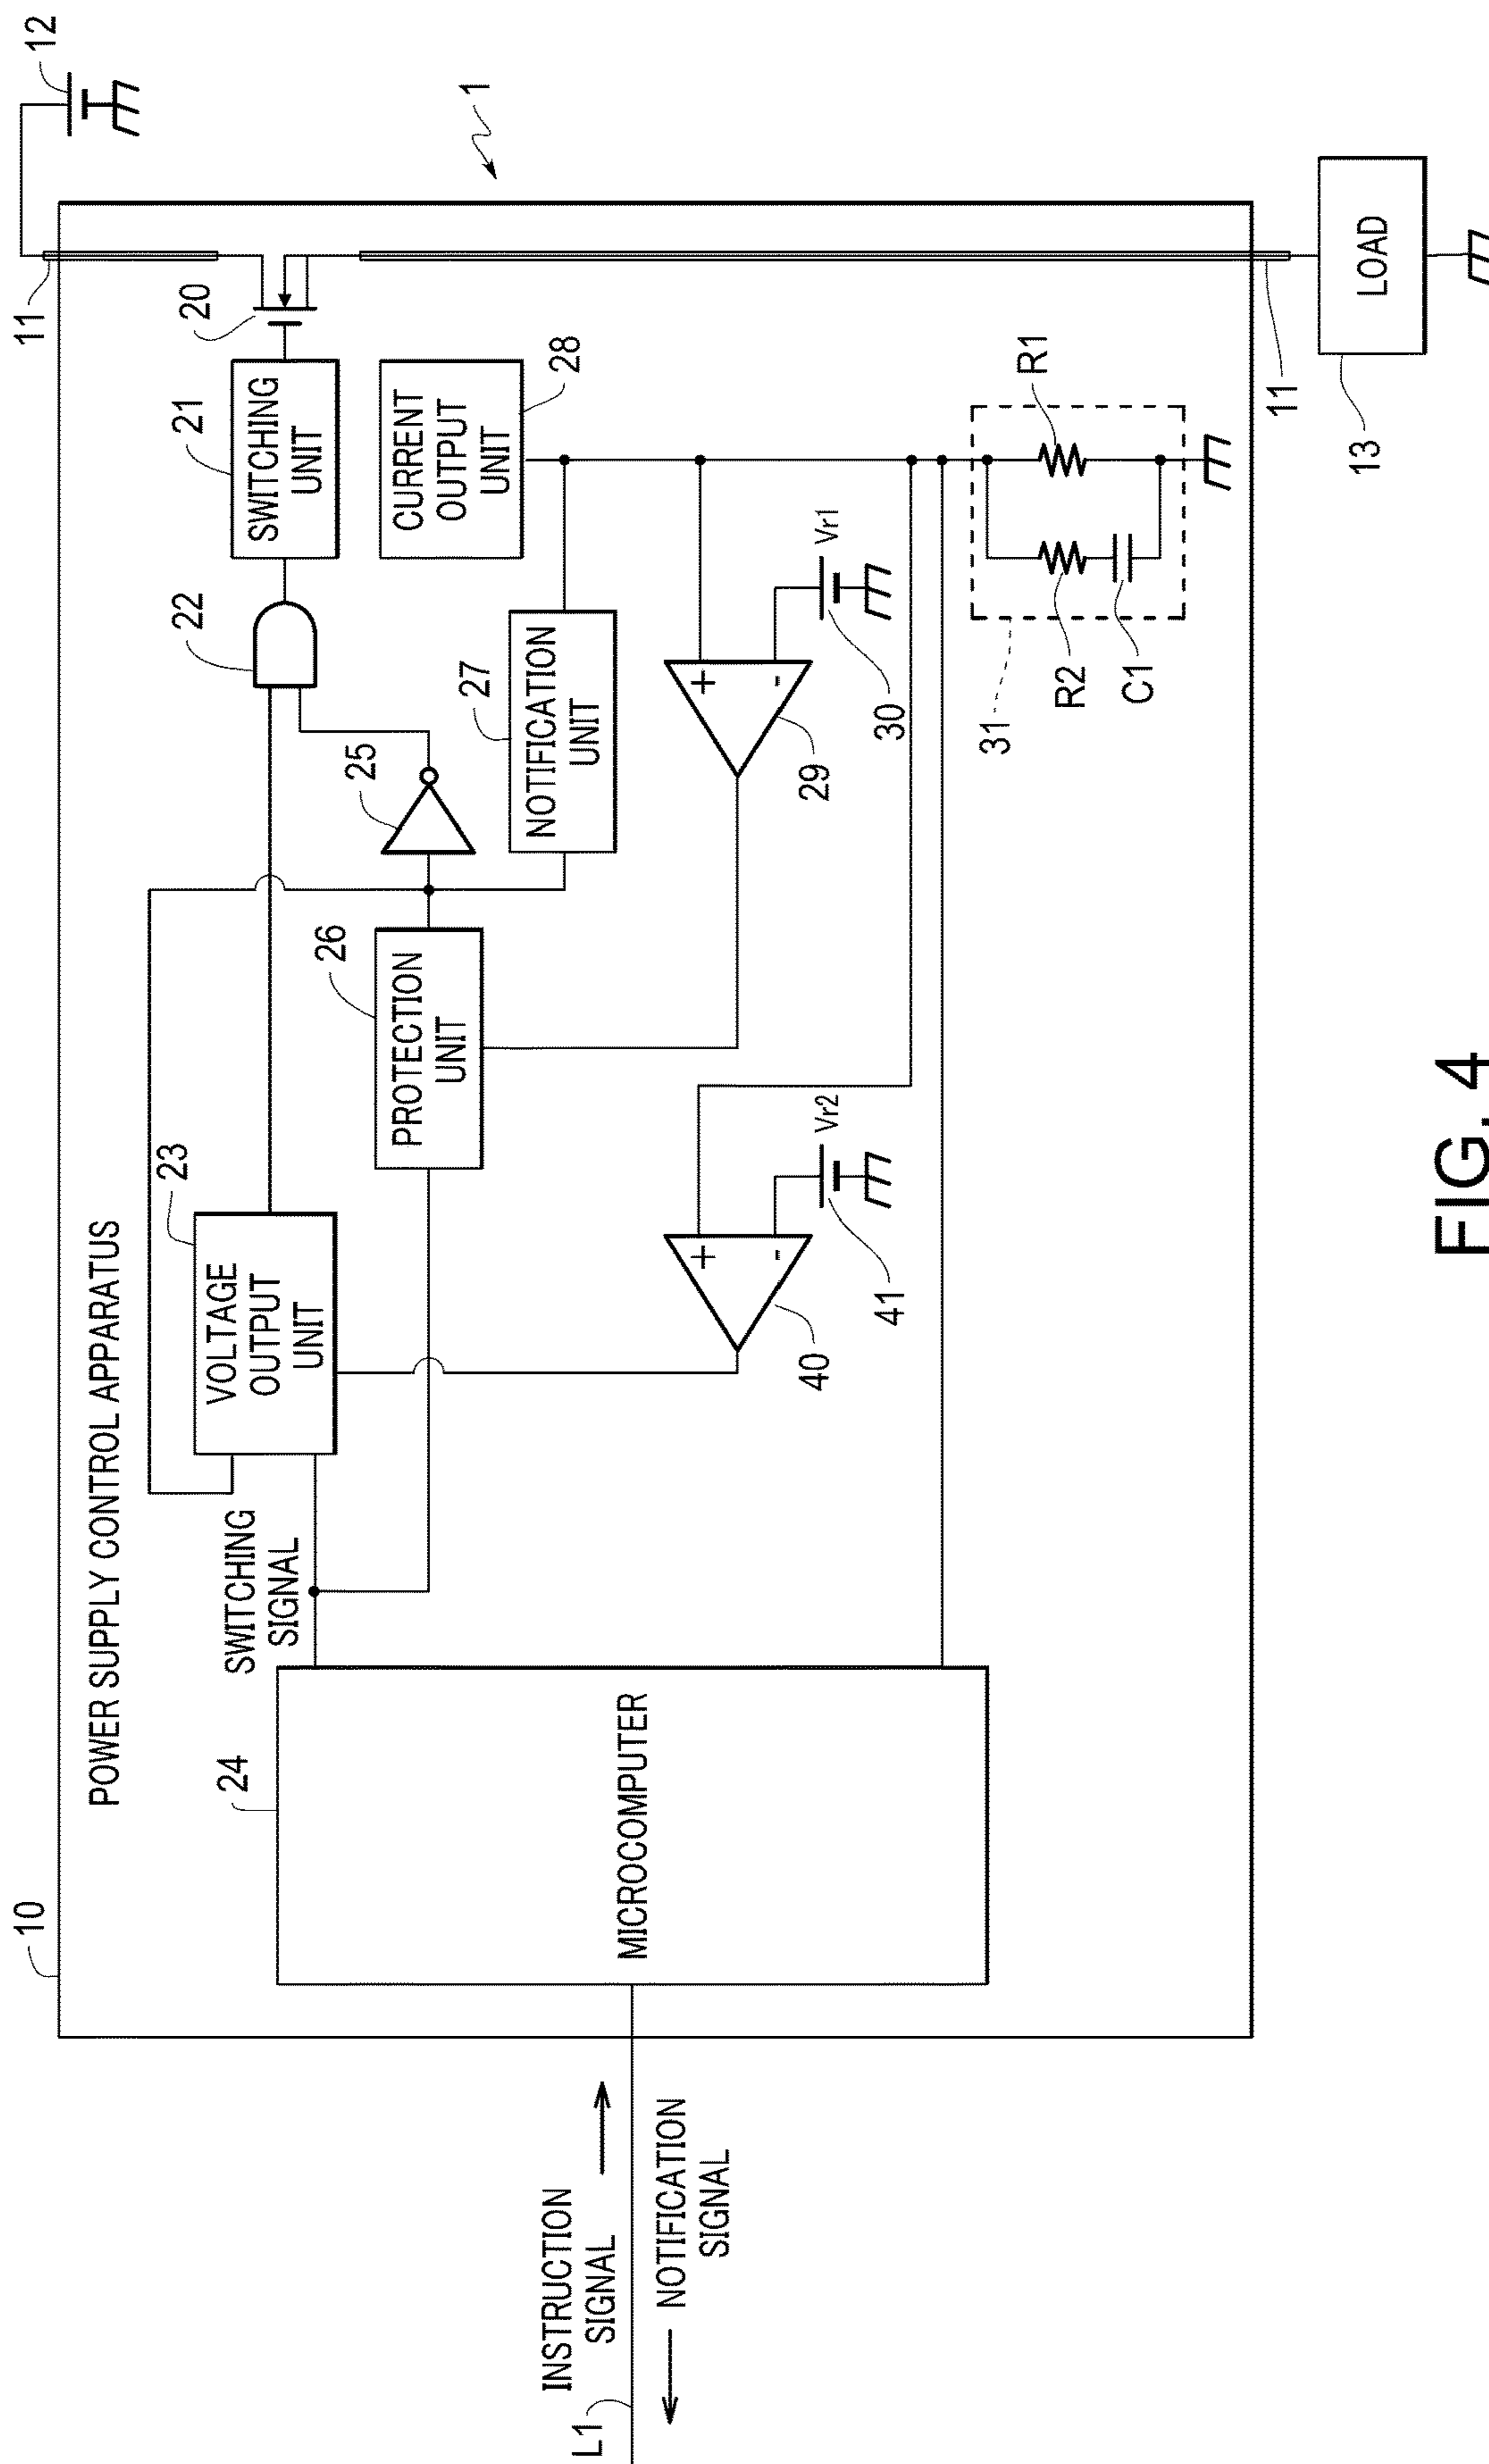 POWER SUPPLY CONTROL APPARATUS
10
1
12
11
20
21
SWITCHING
UNIT
22
23
VOLTAGE
OUTPUT
UNIT
24
MICROCOMPUTER
SWITCHING
SIGNAL
25
26
PROTECTION
UNIT
27
NOTIFICATION
UNIT
28
CURRENT
OUTPUT
UNIT
+
-
29
30
Vr1
+
-
40
41
Vr2
31
R1
R2
C1
11
13
LOAD
INSTRUCTION
SIGNAL
L1
NOTIFICATION
SIGNAL
FIG. 4